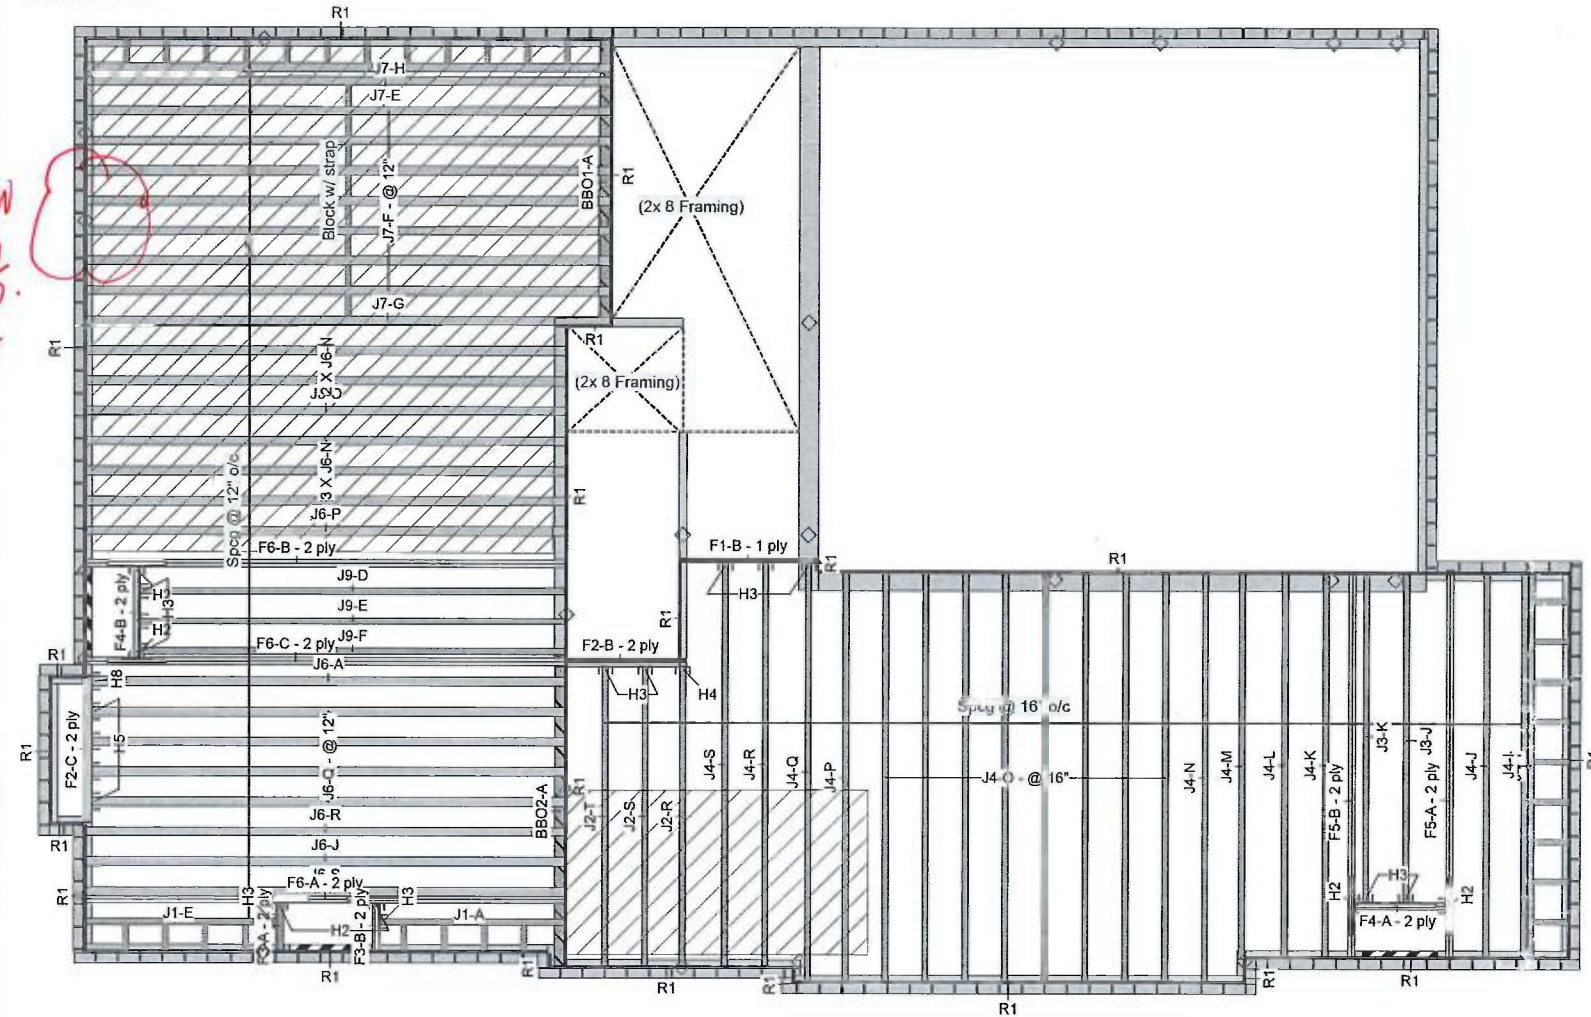 R1
J7-H
J7-E
Block w/ strap
J7-F - @ 12"
BBO1-A
R1
(2x 8 Framing)
J7-G
R1
R1
2 X J6-N
(2x 8 Framing)
3 X J6-N
Spcg @ 12" o/c
R1
J6-P
F6-B - 2 ply
F1-B - 1 ply
R1
R1
J9-D
F4-B - 2 ply
H2
H3
H3
J9-E
R1
H2
J9-F
F6-C - 2 ply
F2-B - 2 ply
R1
J6-A
H8
H3
H4
Spcg @ 16" o/c
F2-C - 2 ply
H5
R1
J6-Q - @ 12"
J4-S
J4-R
J4-Q
J4-P
J4-O - @ 16"
J4-N
J4-M
J4-L
J4-K
F5-B - 2 ply
J3-K
J3-J
F5-A - 2 ply
J4-J
R1
R1
BBO2-A
J2-T
J2-S
J2-R
J6-R
R1
J6-J
F6-A - 2 ply
R1
H3
H3
H2
H3
H2
J1-E
F3-A - 2 ply
H2
F3-B - 2 ply
J1-A
F4-A - 2 ply
R1
R1
R1
R1
R1
R1
R1